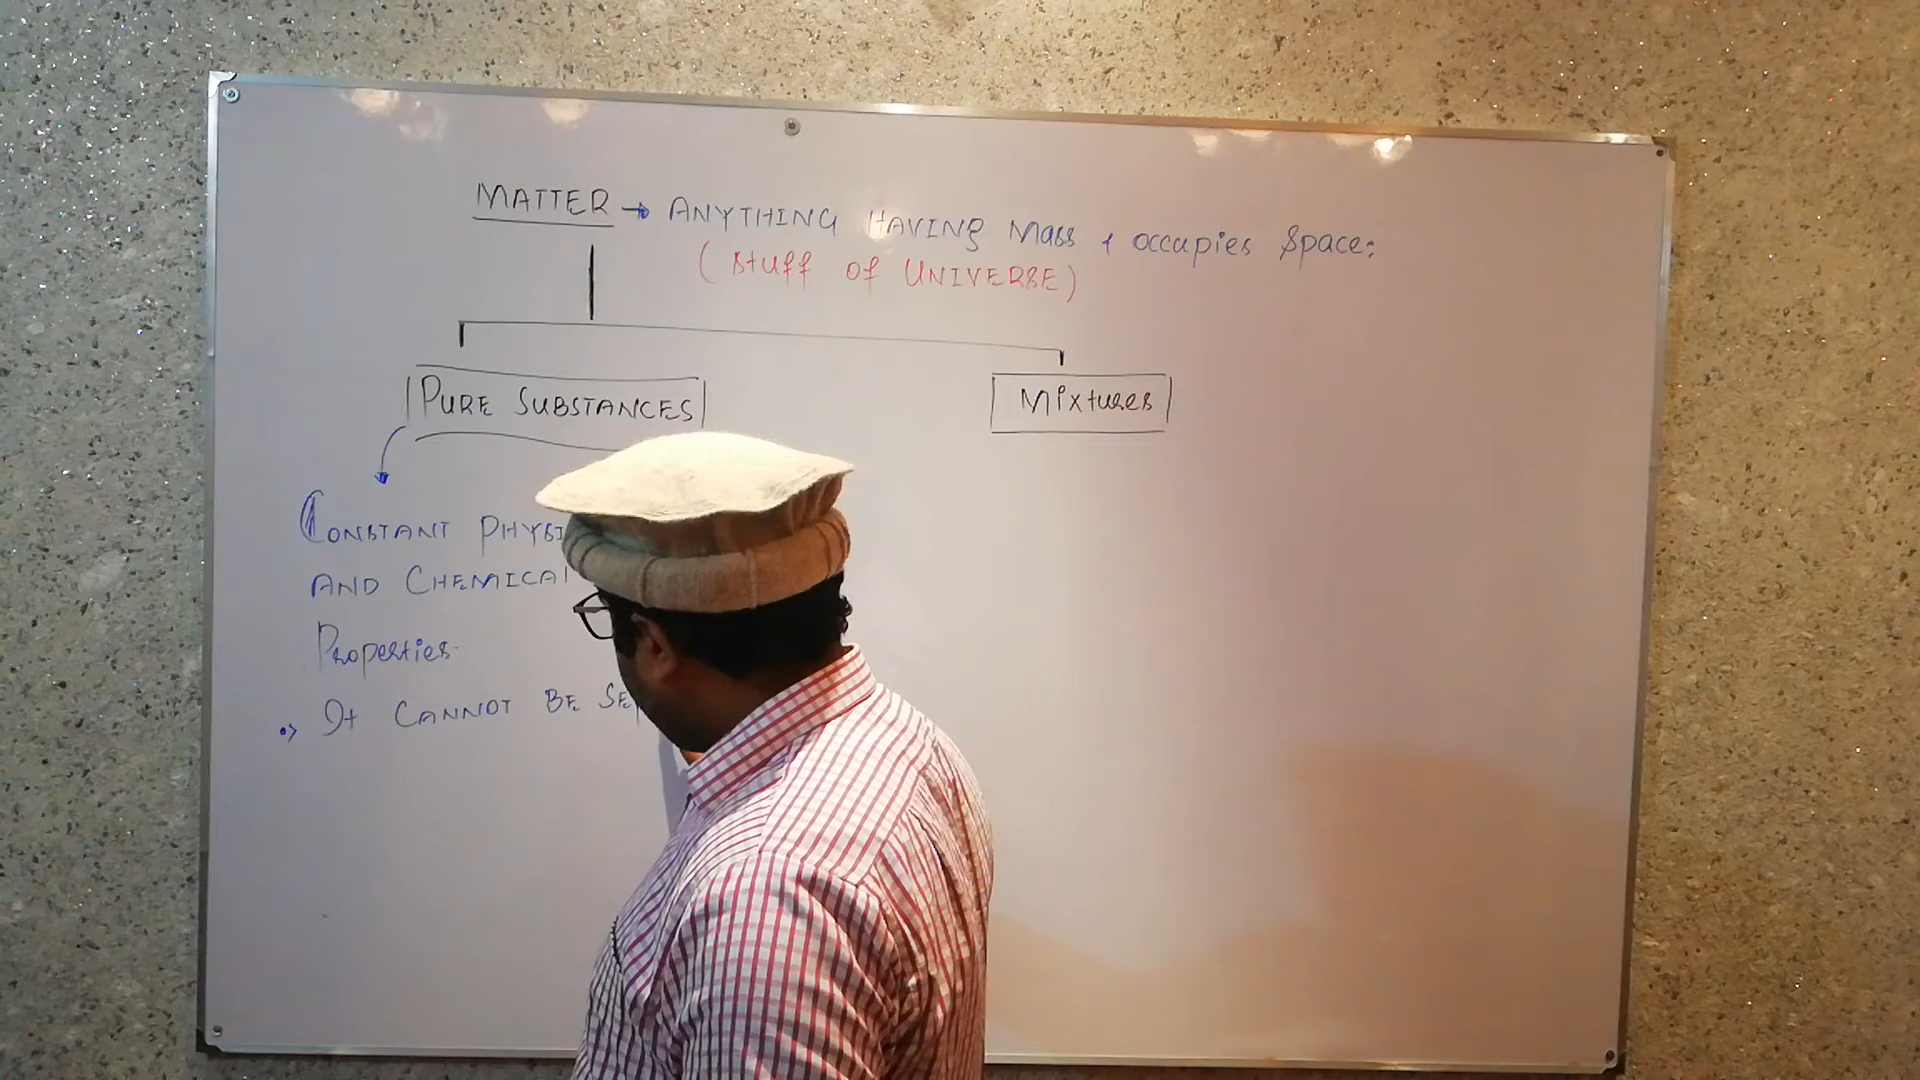 MATTER → ANYTHING HAVING Mass & occupies Space:
(Stuff of UNIVERSE)
PURE SUBSTANCES
Mixtures
CONSTANT PHYSI
AND CHEMICAL
Properties.
It CANNOT BE SEP